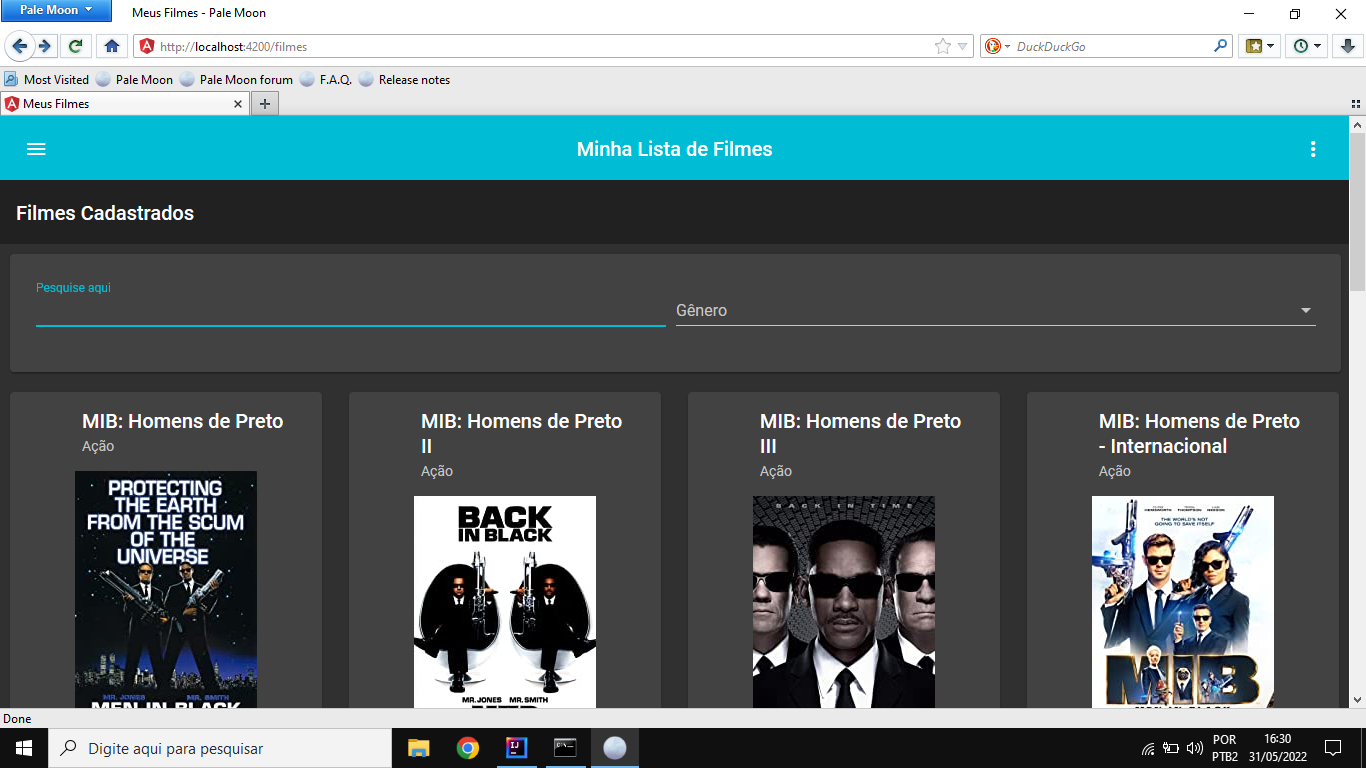 Pale Moon
Meus Filmes - Pale Moon
http://localhost:4200/filmes
DuckDuckGo
Most Visited
Pale Moon
Pale Moon forum
F.A.Q.
Release notes
Meus Filmes
Minha Lista de Filmes
Filmes Cadastrados
Pesquise aqui
Gênero
MIB: Homens de Preto
Ação
PROTECTING
THE EARTH
FROM THE SCUM
OF THE
UNIVERSE
MR. JONES
MR. SMITH
MEN IN BLACK
MIB: Homens de Preto
II
Ação
BACK
IN BLACK
MR. JONES MR. SMITH
MIB: Homens de Preto
III
Ação
BACK IN TIME
MIB: Homens de Preto
- Internacional
Ação
THE WORLD'S NOT
GOING TO SAVE ITSELF
MIB
Done
Digite aqui para pesquisar
POR
PTB2
16:30
31/05/2022